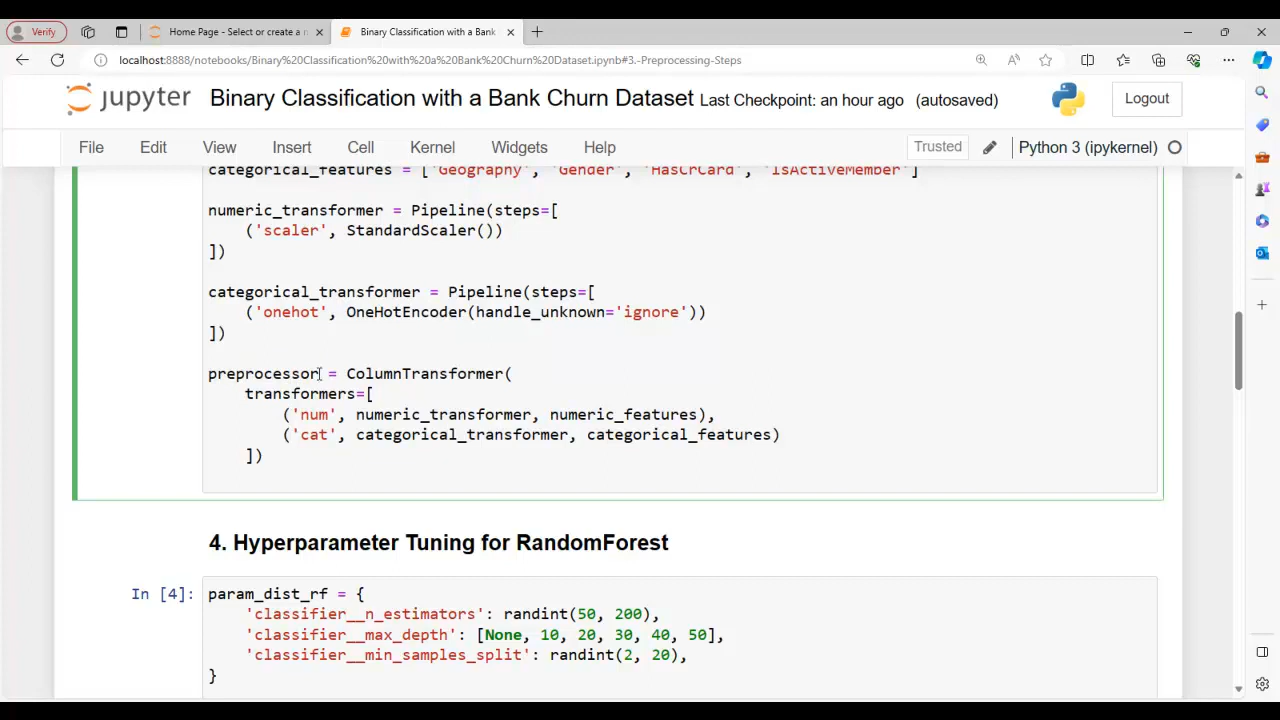 Verify
Home Page - Select or create a n
Binary Classification with a Bank
localhost:8888/notebooks/Binary%20Classification%20with%20a%20Bank%20Churn%20Dataset.ipynb#3.-Preprocessing-Steps
jupyter Binary Classification with a Bank Churn Dataset Last Checkpoint: an hour ago (autosaved)
Logout
File Edit View Insert Cell Kernel Widgets Help
Trusted
Python 3 (ipykernel)
categorical_features = ['Geography', 'Gender', 'HasCrCard', 'IsActiveMember']
numeric_transformer = Pipeline(steps=[
('scaler', StandardScaler())
])
categorical_transformer = Pipeline(steps=[
('onehot', OneHotEncoder(handle_unknown='ignore'))
])
preprocessor = ColumnTransformer(
transformers=[
('num', numeric_transformer, numeric_features),
('cat', categorical_transformer, categorical_features)
])
4. Hyperparameter Tuning for RandomForest
In [4]: param_dist_rf = {
'classifier__n_estimators': randint(50, 200),
'classifier__max_depth': [None, 10, 20, 30, 40, 50],
'classifier__min_samples_split': randint(2, 20),
}